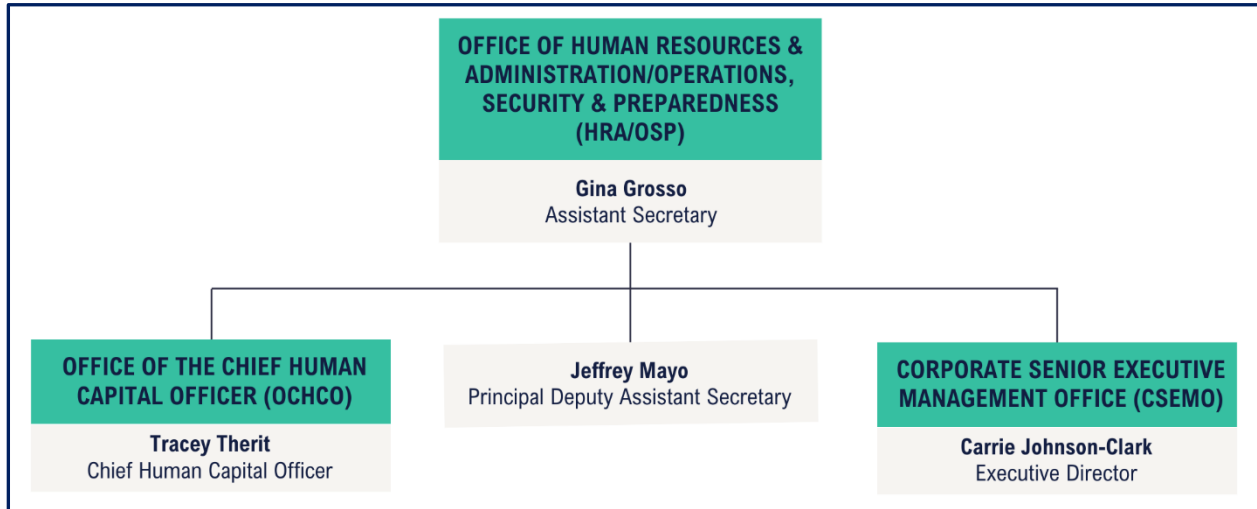 OFFICE OF HUMAN RESOURCES &
ADMINISTRATION/OPERATIONS,
SECURITY & PREPAREDNESS
(HRA/OSP)
Gina Grosso
Assistant Secretary
OFFICE OF THE CHIEF HUMAN
CAPITAL OFFICER (OCHCO)
Tracey Therit
Chief Human Capital Officer
Jeffrey Mayo
Principal Deputy Assistant Secretary
CORPORATE SENIOR EXECUTIVE
MANAGEMENT OFFICE (CSEMO)
Carrie Johnson-Clark
Executive Director